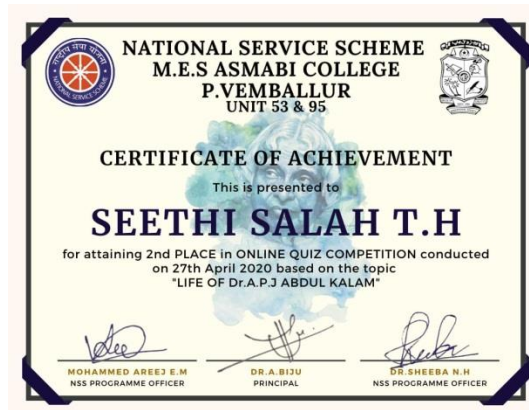 NATIONAL SERVICE SCHEME
M.E.S ASMABI COLLEGE
P.VEMBALLUR
UNIT 53 & 95
CERTIFICATE OF ACHIEVEMENT
This is presented to
SEETHI SALAH T.H
for attaining 2nd PLACE in ONLINE QUIZ COMPETITION conducted
on 27th April 2020 based on the topic
"LIFE OF Dr.A.P.J ABDUL KALAM"
MOHAMMED AREEJ E.M
NSS PROGRAMME OFFICER
DR.A.BIJU
PRINCIPAL
DR.SHEEBA N.H
NSS PROGRAMME OFFICER